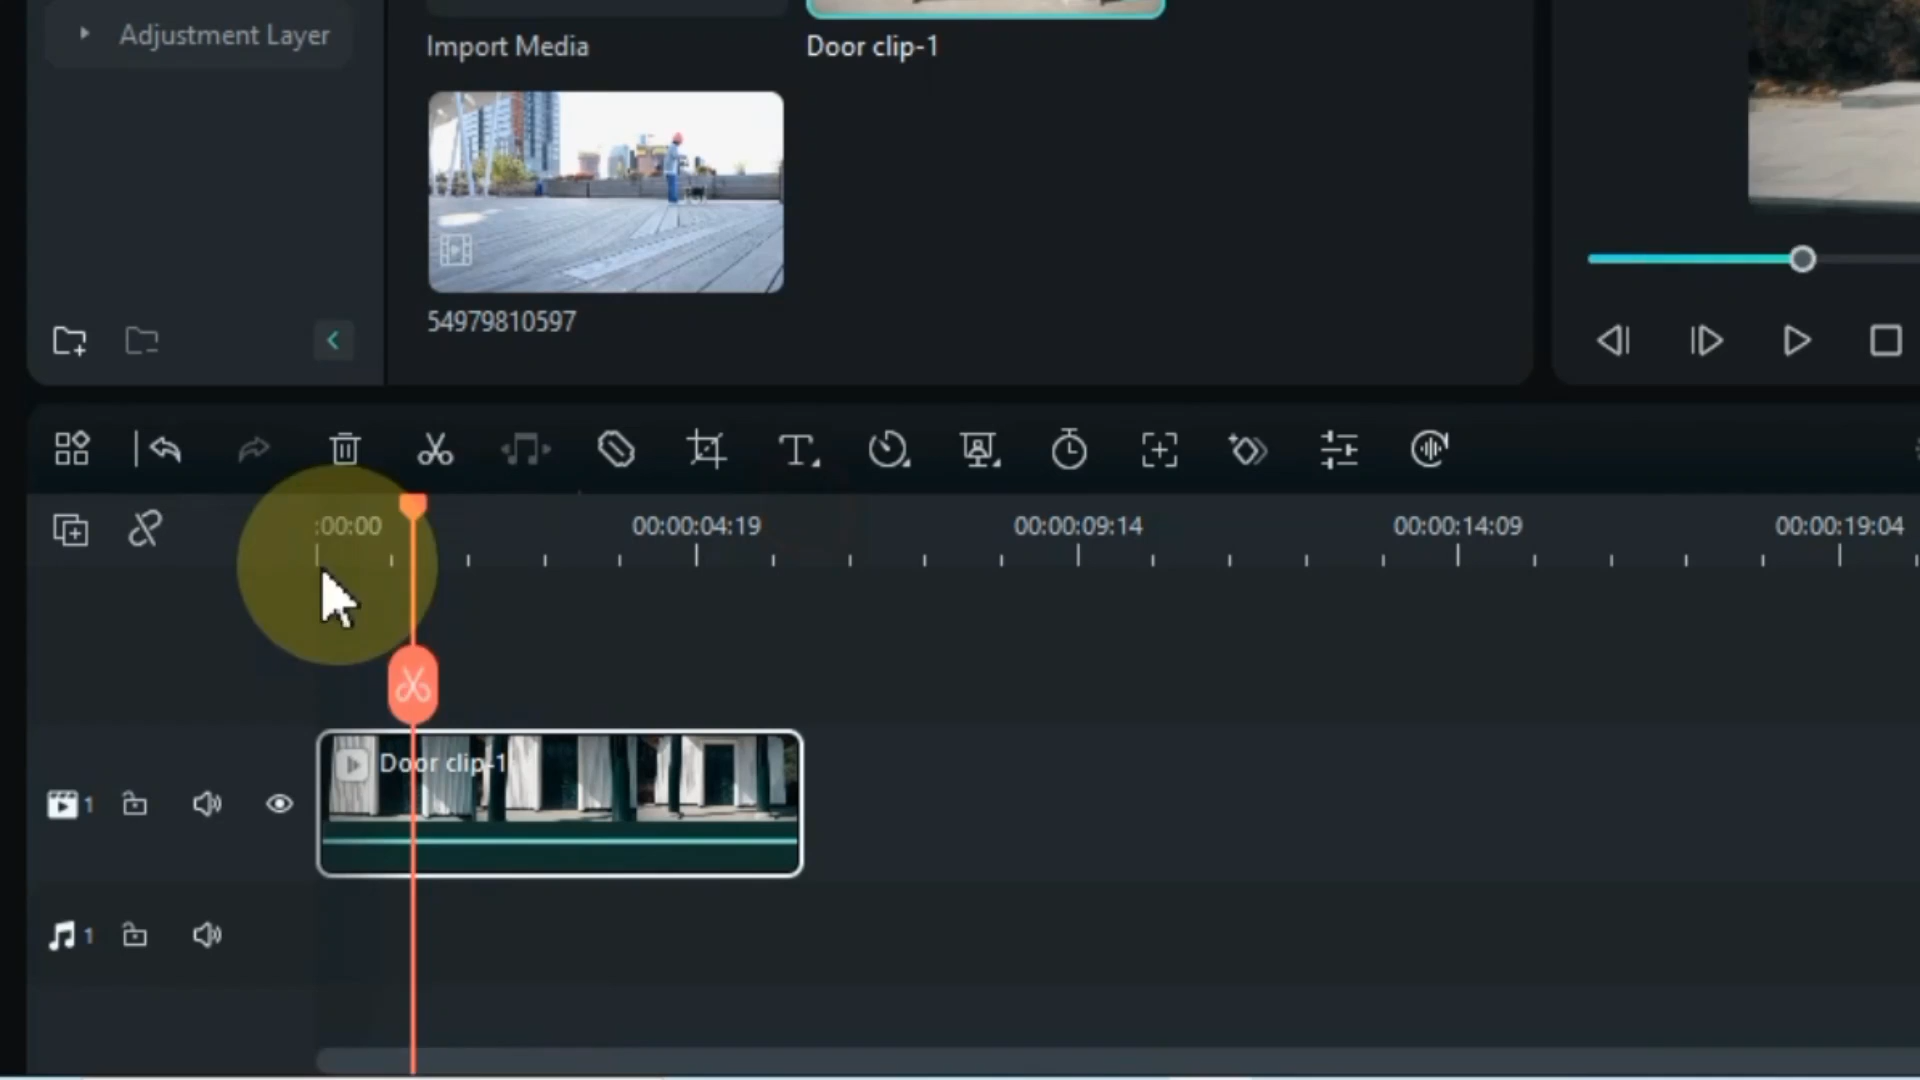 Adjustment Layer
Import Media
Door clip-1
54979810597
:00:00
00:00:04:19
00:00:09:14
00:00:14:09
00:00:19:04
Door clip-1
1
1